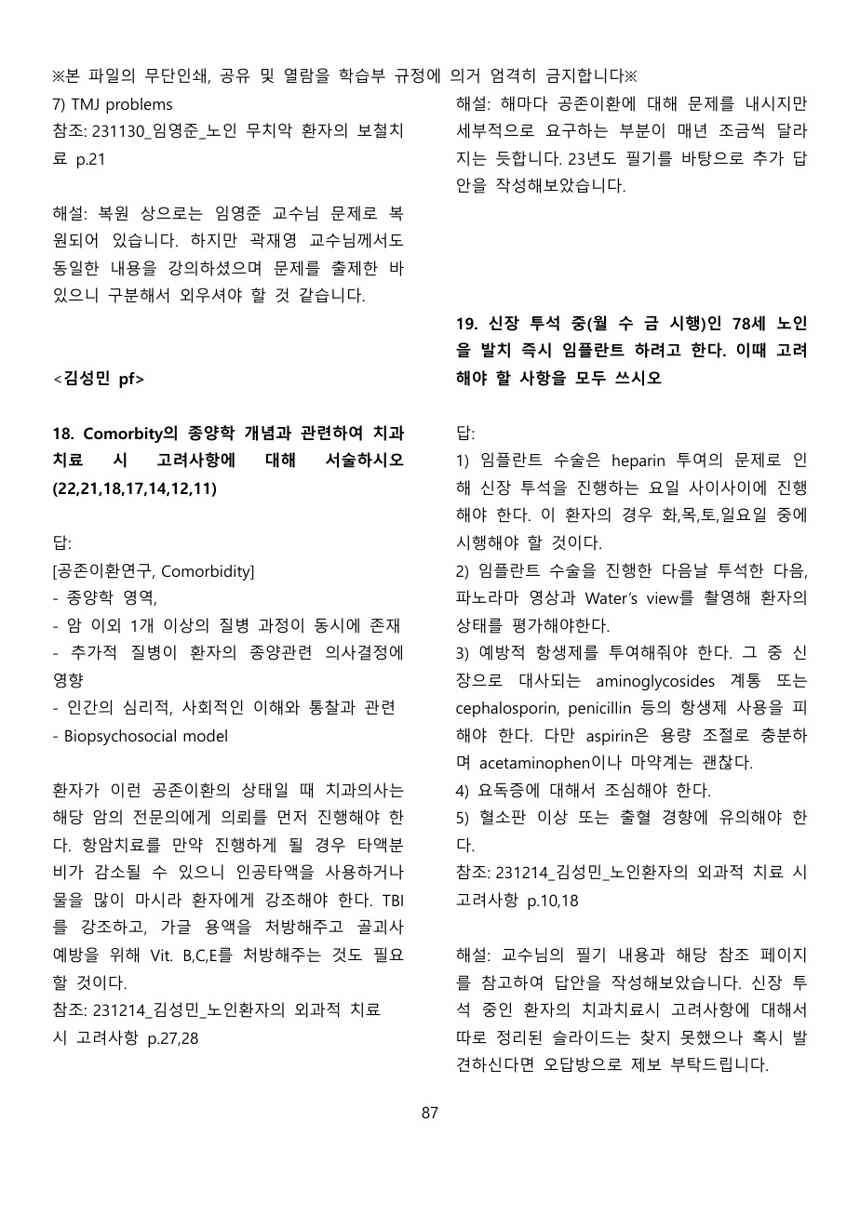 ※본 파일의 무단인쇄, 공유 및 열람을 학습부 규정에 의거 엄격히 금지합니다※
7) TMJ problems
참조: 231130_임영준_노인 무치악 환자의 보철치
료 p.21
해설: 복원 상으로는 임영준 교수님 문제로 복
원되어 있습니다. 하지만 곽재영 교수님께서도
동일한 내용을 강의하셨으며 문제를 출제한 바
있으니 구분해서 외우셔야 할 것 같습니다.
<김성민 pf>
18. Comorbity의 종양학 개념과 관련하여 치과
치료 시 고려사항에 대해 서술하시오
(22,21,18,17,14,12,11)
답:
[공존이환연구, Comorbidity]
- 종양학 영역,
- 암 이외 1개 이상의 질병 과정이 동시에 존재
- 추가적 질병이 환자의 종양관련 의사결정에
영향
- 인간의 심리적, 사회적인 이해와 통찰과 관련
- Biopsychosocial model
환자가 이런 공존이환의 상태일 때 치과의사는
해당 암의 전문의에게 의뢰를 먼저 진행해야 한
다. 항암치료를 만약 진행하게 될 경우 타액분
비가 감소될 수 있으니 인공타액을 사용하거나
물을 많이 마시라 환자에게 강조해야 한다. TBI
를 강조하고, 가글 용액을 처방해주고 골괴사
예방을 위해 Vit. B,C,E를 처방해주는 것도 필요
할 것이다.
참조: 231214_김성민_노인환자의 외과적 치료
시 고려사항 p.27,28
해설: 해마다 공존이환에 대해 문제를 내시지만
세부적으로 요구하는 부분이 매년 조금씩 달라
지는 듯합니다. 23년도 필기를 바탕으로 추가 답
안을 작성해보았습니다.
19. 신장 투석 중(월 수 금 시행)인 78세 노인
을 발치 즉시 임플란트 하려고 한다. 이때 고려
해야 할 사항을 모두 쓰시오
답:
1) 임플란트 수술은 heparin 투여의 문제로 인
해 신장 투석을 진행하는 요일 사이사이에 진행
해야 한다. 이 환자의 경우 화,목,토,일요일 중에
시행해야 할 것이다.
2) 임플란트 수술을 진행한 다음날 투석한 다음,
파노라마 영상과 Water’s view를 촬영해 환자의
상태를 평가해야한다.
3) 예방적 항생제를 투여해줘야 한다. 그 중 신
장으로 대사되는 aminoglycosides 계통 또는
cephalosporin, penicillin 등의 항생제 사용을 피
해야 한다. 다만 aspirin은 용량 조절로 충분하
며 acetaminophen이나 마약계는 괜찮다.
4) 요독증에 대해서 조심해야 한다.
5) 혈소판 이상 또는 출혈 경향에 유의해야 한
다.
참조: 231214_김성민_노인환자의 외과적 치료 시
고려사항 p.10,18
해설: 교수님의 필기 내용과 해당 참조 페이지
를 참고하여 답안을 작성해보았습니다. 신장 투
석 중인 환자의 치과치료시 고려사항에 대해서
따로 정리된 슬라이드는 찾지 못했으나 혹시 발
견하신다면 오답방으로 제보 부탁드립니다.
87